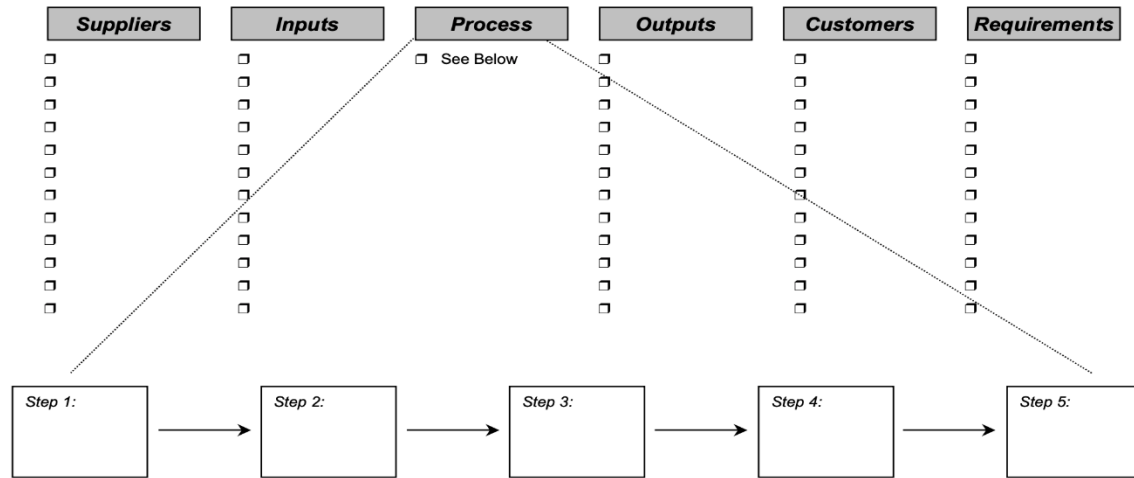 Suppliers
Inputs
Process
Outputs
Customers
Requirements
See Below
Step 1:
Step 2:
Step 3:
Step 4:
Step 5: